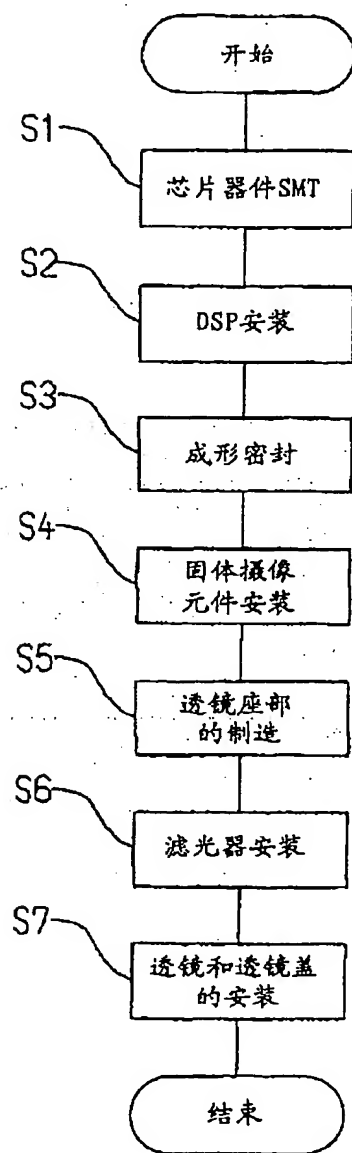 开始
S1
芯片器件SMT
S2
DSP安装
S3
成形密封
S4
固体摄像
元件安装
S5
透镜座部
的制造
S6
滤光器安装
S7
透镜和透镜盖
的安装
结束